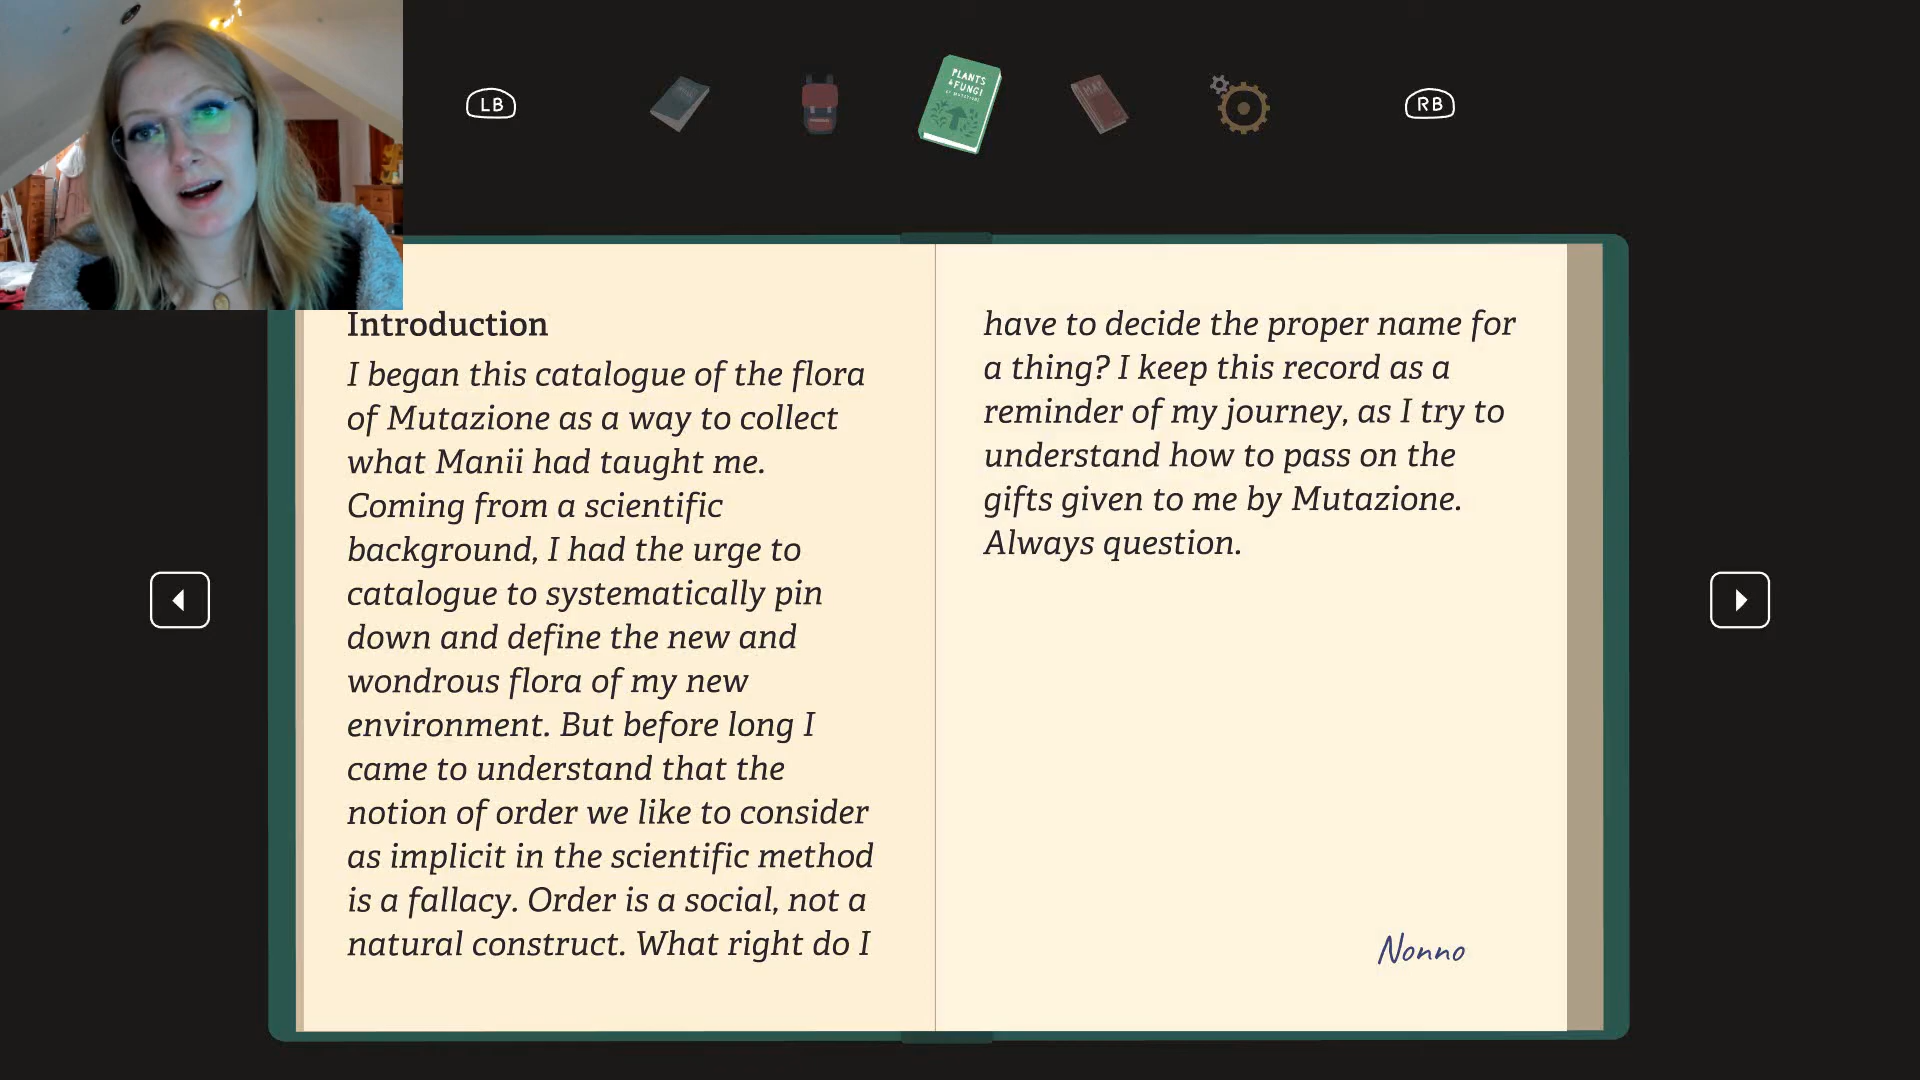 LB
PLANTS
& FUNGI
MAP
RB
Introduction
I began this catalogue of the flora
of Mutazione as a way to collect
what Manii had taught me.
Coming from a scientific
background, I had the urge to
catalogue to systematically pin
down and define the new and
wondrous flora of my new
environment. But before long I
came to understand that the
notion of order we like to consider
as implicit in the scientific method
is a fallacy. Order is a social, not a
natural construct. What right do I
have to decide the proper name for
a thing? I keep this record as a
reminder of my journey, as I try to
understand how to pass on the
gifts given to me by Mutazione.
Always question.
Nonno